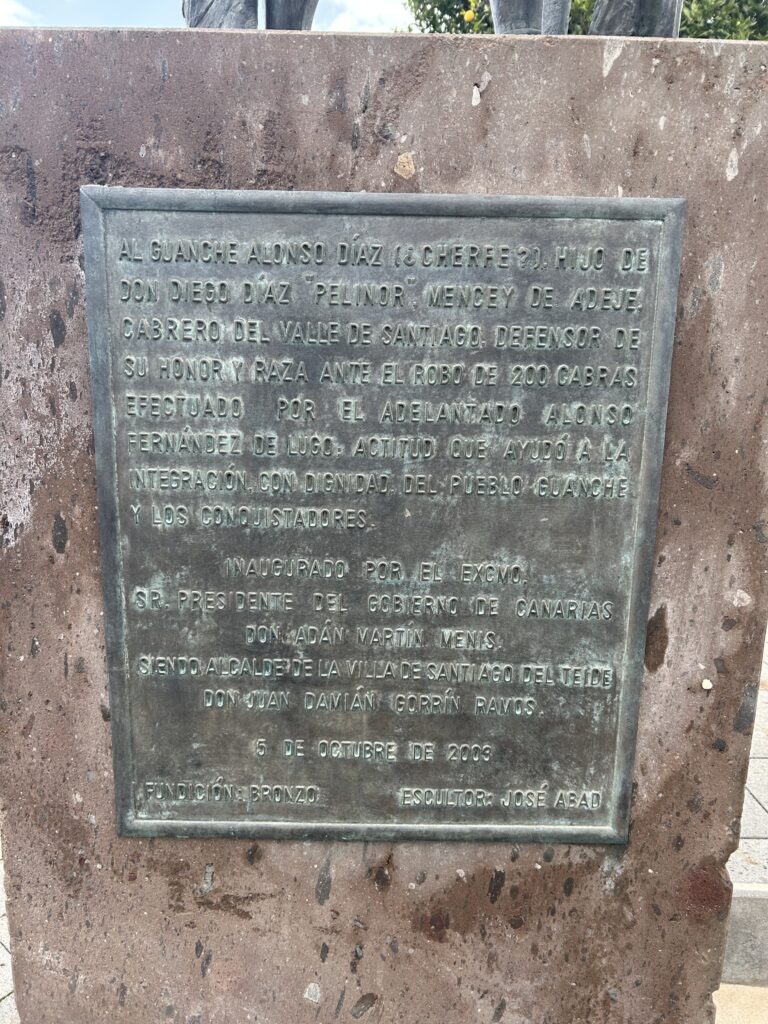 AL GUANCHE ALONSO DÍAZ (¿CHERFE?). HIJO DE
DON DIEGO DÍAZ "PELINOR", MENCEY DE ADEJE.
CABRERO DEL VALLE DE SANTIAGO. DEFENSOR DE
SU HONOR Y RAZA ANTE EL ROBO DE 200 CABRAS
EFECTUADO POR EL ADELANTADO ALONSO
FERNÁNDEZ DE LUGO; ACTITUD QUE AYUDÓ A LA
INTEGRACIÓN, CON DIGNIDAD, DEL PUEBLO GUANCHE
Y LOS CONQUISTADORES.
INAUGURADO POR EL EXCMO.
SR. PRESIDENTE DEL GOBIERNO DE CANARIAS
DON ADÁN MARTÍN MENIS.
SIENDO ALCALDE DE LA VILLA DE SANTIAGO DEL TEIDE
DON JUAN DAMIÁN GORRÍN RAMOS.
5 DE OCTUBRE DE 2003
FUNDICIÓN: BRONZO ESCULTOR: JOSÉ ABAD